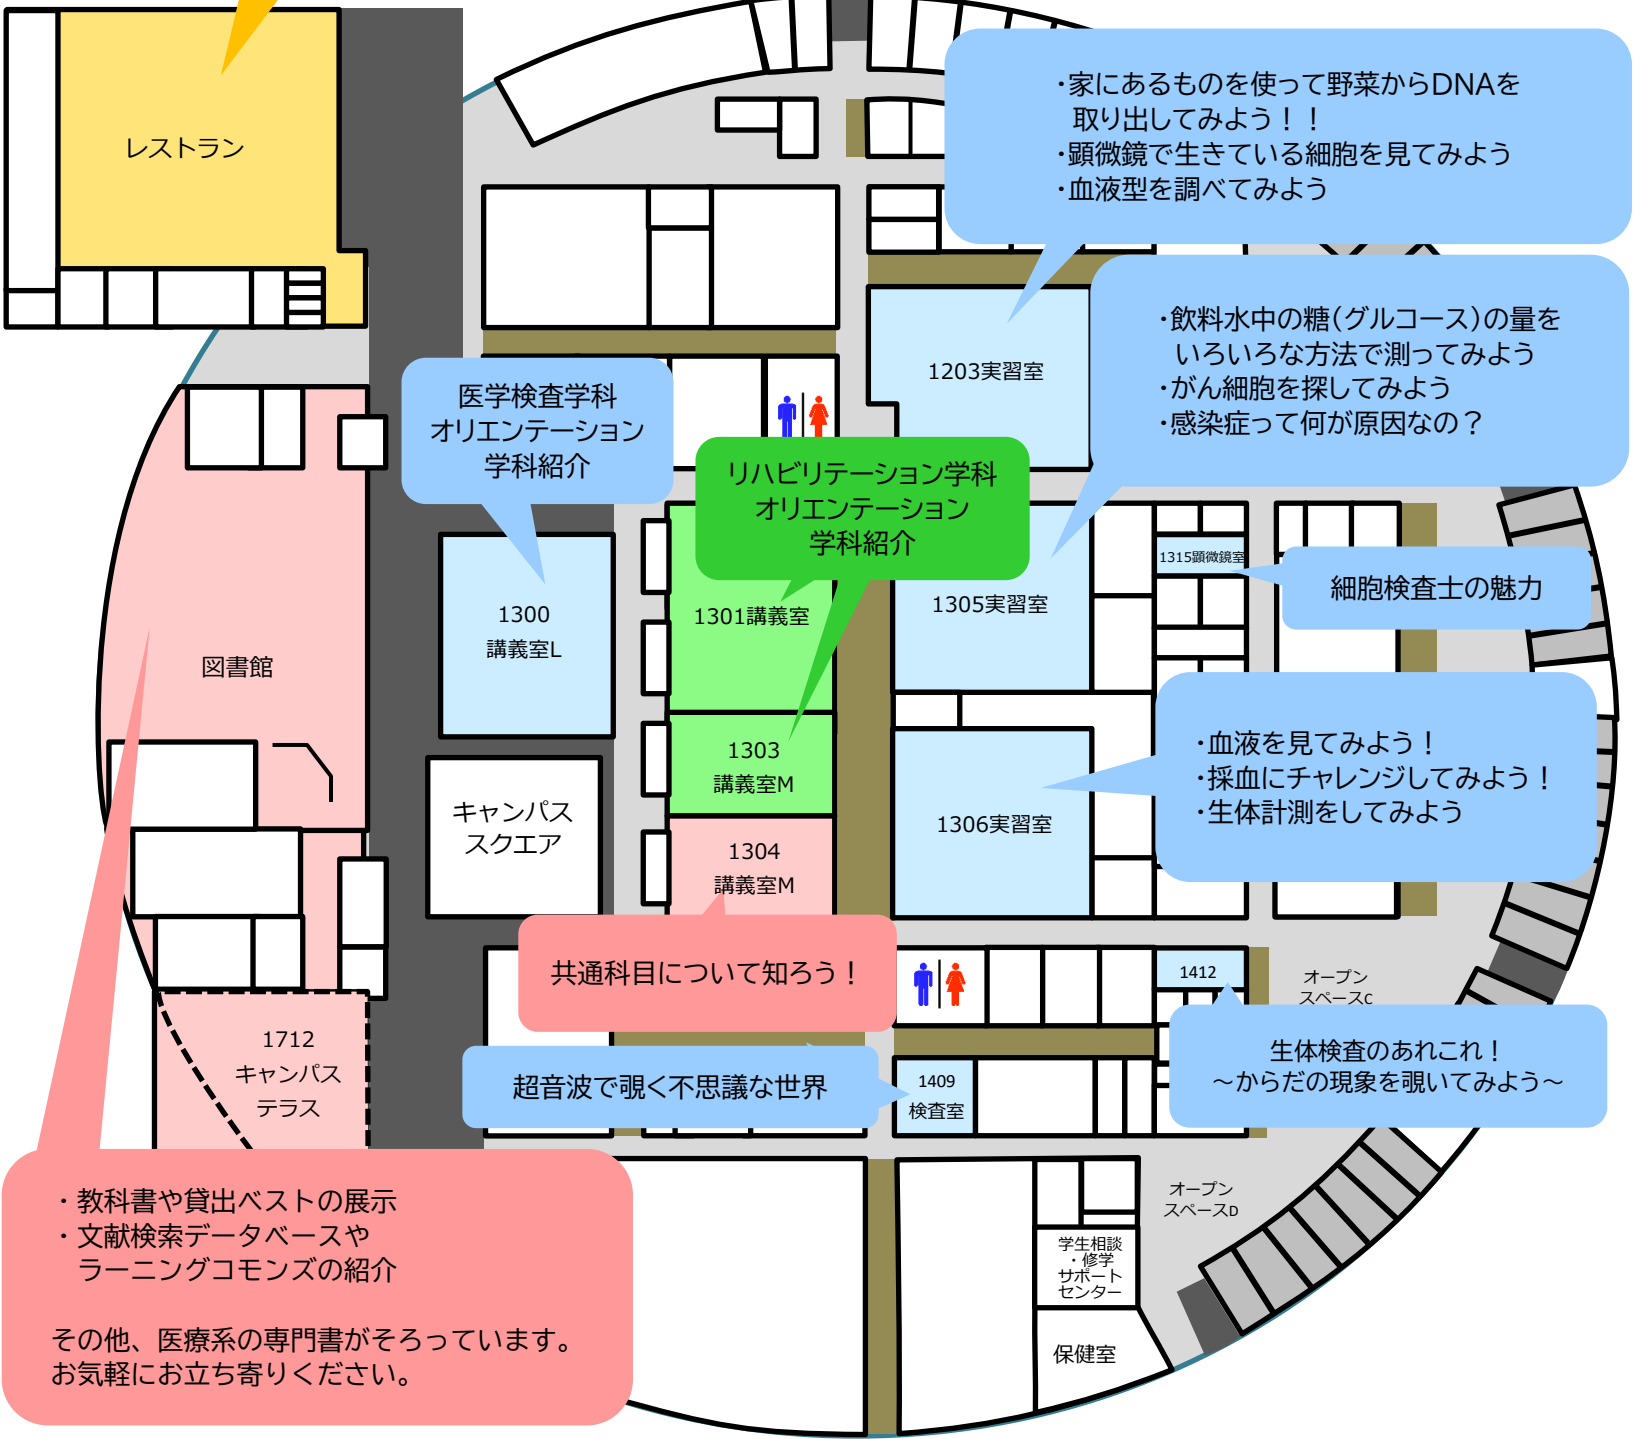 レストラン
・家にあるものを使って野菜からDNAを
取り出してみよう！！
・顕微鏡で生きている細胞を見てみよう
・血液型を調べてみよう
・飲料水中の糖(グルコース)の量を
いろいろな方法で測ってみよう
・がん細胞を探してみよう
・感染症って何が原因なの？
1203実習室
医学検査学科
オリエンテーション
学科紹介
リハビリテーション学科
オリエンテーション
学科紹介
1315顕微鏡室
細胞検査士の魅力
1300
講義室L
1301講義室
1305実習室
図書館
1303
講義室M
・血液を見てみよう！
・採血にチャレンジしてみよう！
・生体計測をしてみよう
キャンパス
スクエア
1306実習室
1304
講義室M
共通科目について知ろう！
1412
オープン
スペースC
1712
キャンパス
テラス
超音波で覗く不思議な世界
1409
検査室
生体検査のあれこれ！
～からだの現象を覗いてみよう～
・教科書や貸出ベストの展示
・文献検索データベースや
ラーニングコモンズの紹介
その他、医療系の専門書がそろっています。
お気軽にお立ち寄りください。
オープン
スペースD
学生相談
・修学
サポート
センター
保健室